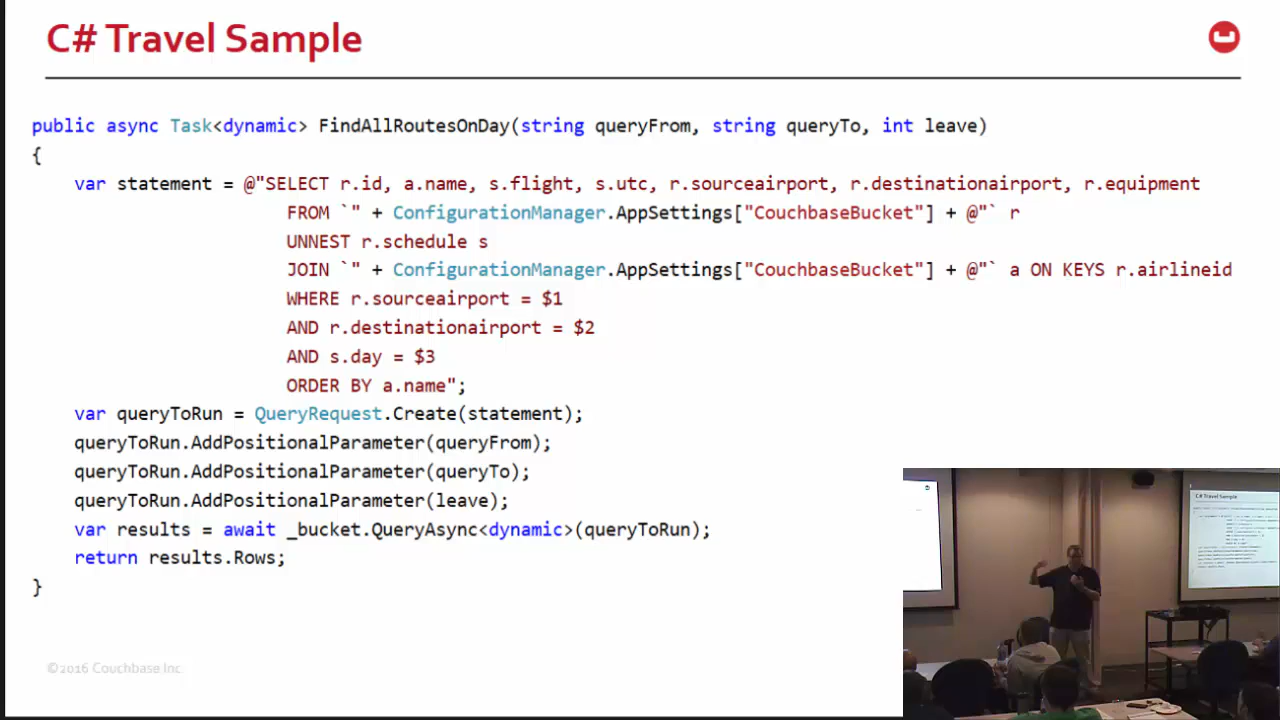 C# Travel Sample
public async Task<dynamic> FindAllRoutesOnDay(string queryFrom, string queryTo, int leave)
{
var statement = @"SELECT r.id, a.name, s.flight, s.utc, r.sourceairport, r.destinationairport, r.equipment
FROM `" + ConfigurationManager.AppSettings["CouchbaseBucket"] + @"` r
UNNEST r.schedule s
JOIN `" + ConfigurationManager.AppSettings["CouchbaseBucket"] + @"` a ON KEYS r.airlineid
WHERE r.sourceairport = $1
AND r.destinationairport = $2
AND s.day = $3
ORDER BY a.name";
var queryToRun = QueryRequest.Create(statement);
queryToRun.AddPositionalParameter(queryFrom);
queryToRun.AddPositionalParameter(queryTo);
queryToRun.AddPositionalParameter(leave);
var results = await _bucket.QueryAsync<dynamic>(queryToRun);
return results.Rows;
}
©2016 Couchbase Inc.
C# Travel Sample